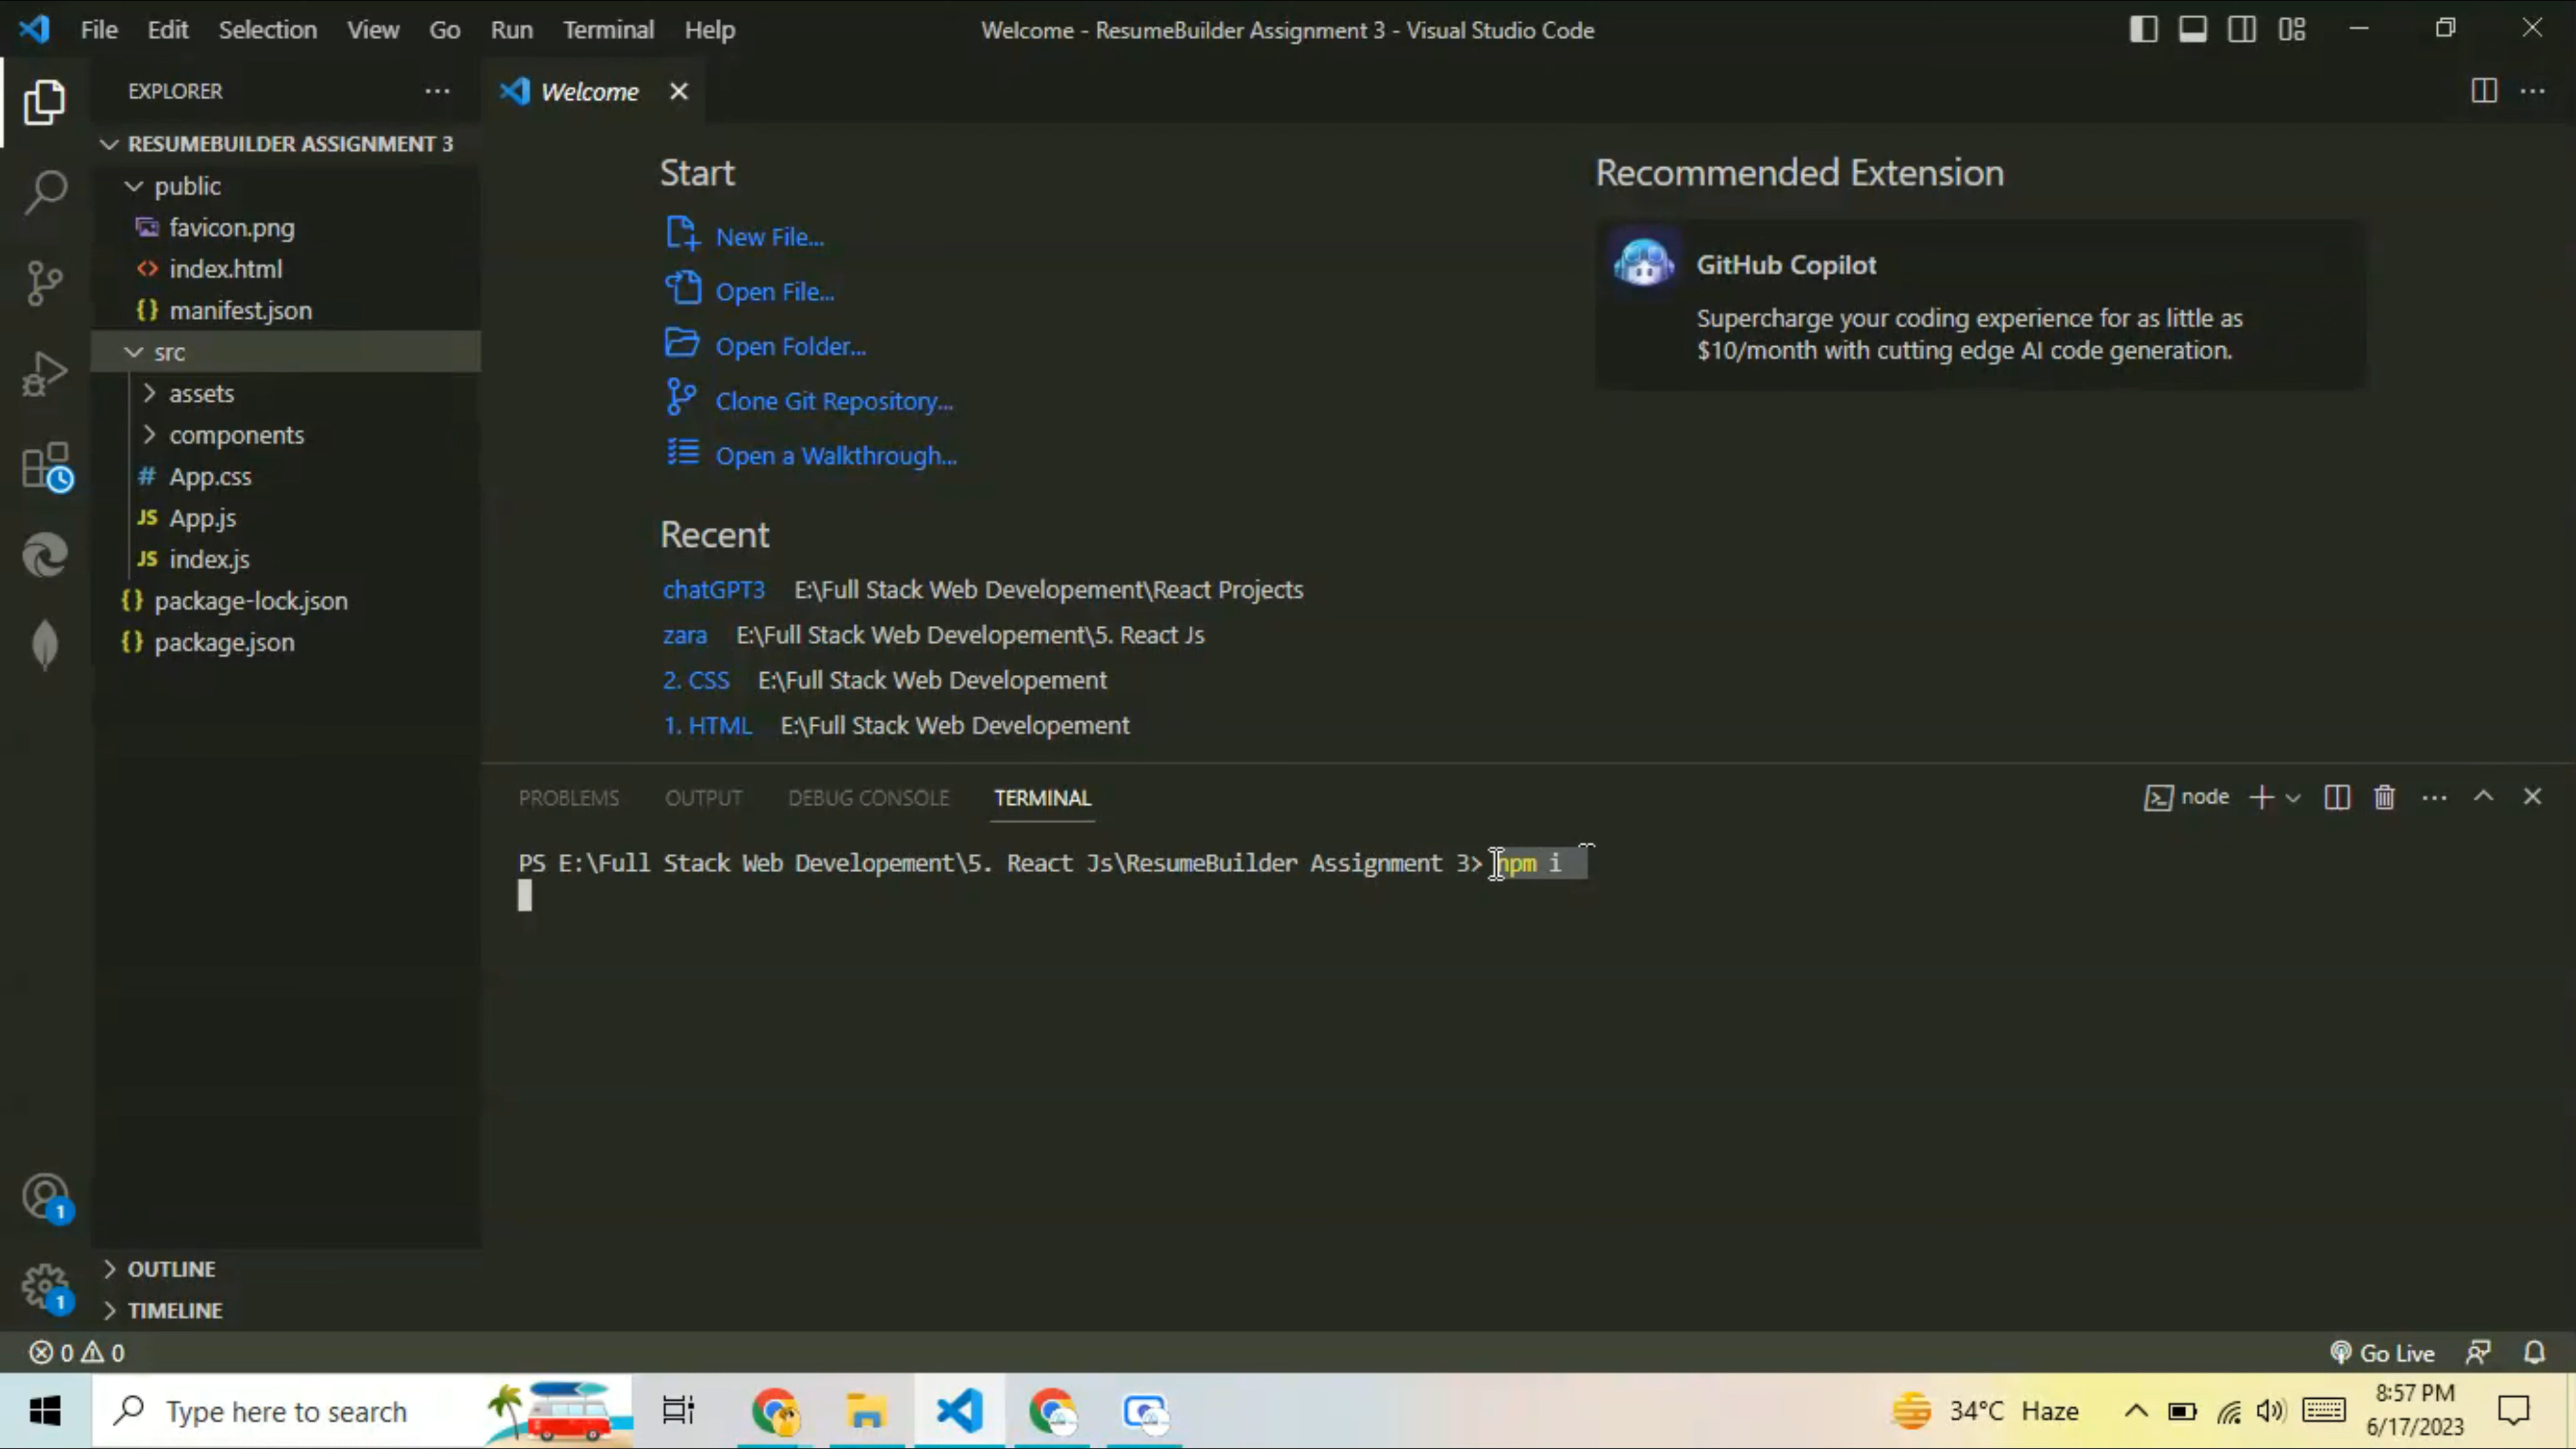 File Edit Selection View Go Run Terminal Help
Welcome - ResumeBuilder Assignment 3 - Visual Studio Code
EXPLORER
RESUMEBUILDER ASSIGNMENT 3
public
favicon.png
<> index.html
{} manifest.json
src
assets
components
# App.css
JS App.js
JS index.js
{} package-lock.json
{} package.json
OUTLINE
TIMELINE
Welcome
Start
New File...
Open File...
Open Folder...
Clone Git Repository...
Open a Walkthrough...
Recent
chatGPT3 E:\Full Stack Web Developement\React Projects
zara E:\Full Stack Web Developement\5. React Js
2. CSS E:\Full Stack Web Developement
1. HTML E:\Full Stack Web Developement
Recommended Extension
GitHub Copilot
Supercharge your coding experience for as little as
$10/month with cutting edge AI code generation.
PROBLEMS OUTPUT DEBUG CONSOLE TERMINAL
node
PS E:\Full Stack Web Developement\5. React Js\ResumeBuilder Assignment 3> npm i
1
1
0 0
Go Live
Type here to search
34°C Haze
8:57 PM
6/17/2023